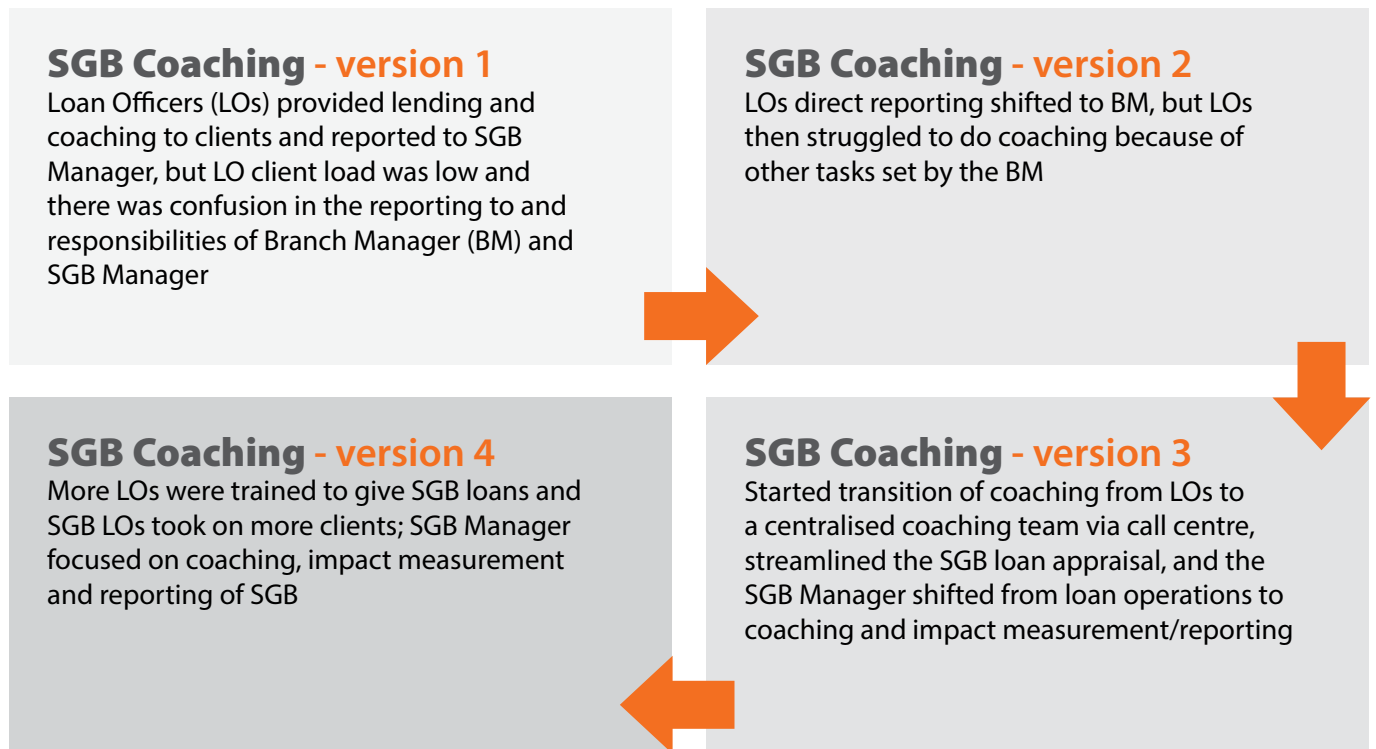 SGB Coaching - version 1
Loan Officers (LOs) provided lending and
coaching to clients and reported to SGB
Manager, but LO client load was low and
there was confusion in the reporting to and
responsibilities of Branch Manager (BM) and
SGB Manager
SGB Coaching - version 2
LOs direct reporting shifted to BM, but LOs
then struggled to do coaching because of
other tasks set by the BM
SGB Coaching - version 3
Started transition of coaching from LOs to
a centralised coaching team via call centre,
streamlined the SGB loan appraisal, and the
SGB Manager shifted from loan operations to
coaching and impact measurement/reporting
SGB Coaching - version 4
More LOs were trained to give SGB loans and
SGB LOs took on more clients; SGB Manager
focused on coaching, impact measurement
and reporting of SGB